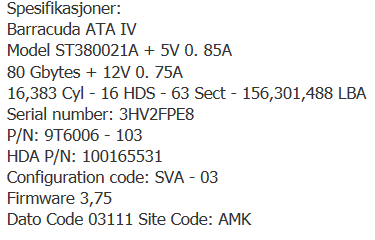 Spesifikasjoner:
Barracuda ATA IV
Model ST380021A + 5V 0. 85A
80 Gbytes + 12V 0. 75A
16,383 Cyl - 16 HDS - 63 Sect - 156,301,488 LBA
Serial number: 3HV2FPE8
P/N: 9T6006 - 103
HDA P/N: 100165531
Configuration code: SVA - 03
Firmware 3,75
Dato Code 03111 Site Code: AMK